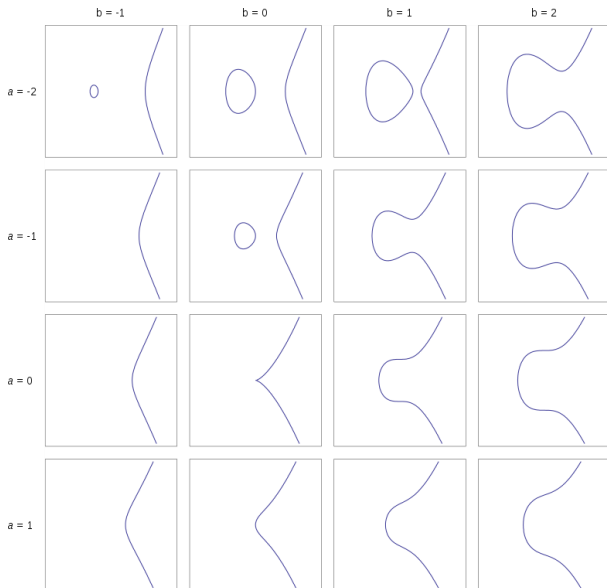 b = -1 b = 0 b = 1 b = 2
a = -2
a = -1
a = 0
a = 1